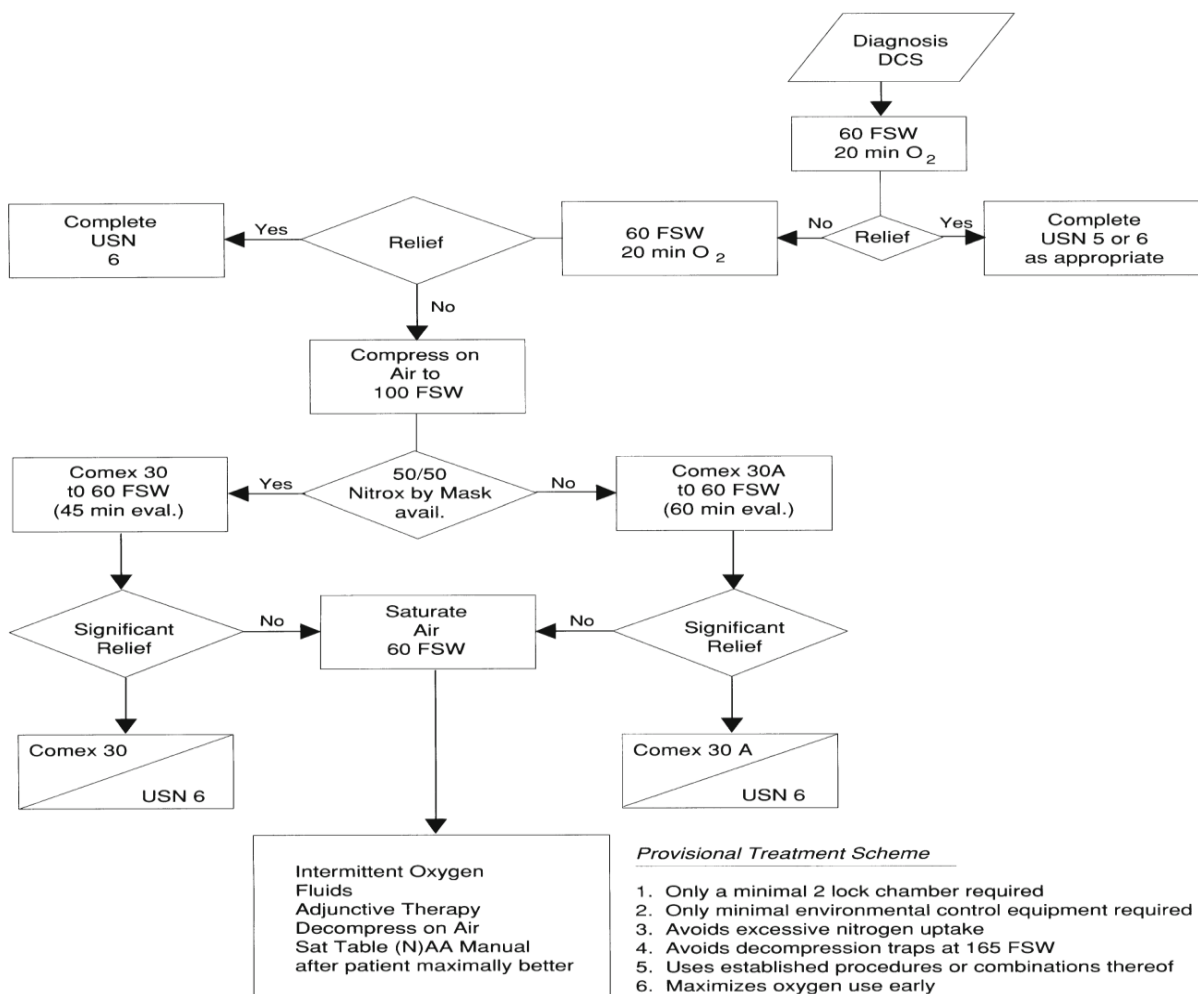 Diagnosis
DCS
60 FSW
20 min O2
Relief
Yes
Complete
USN 5 or 6
as appropriate
No
60 FSW
20 min O2
Relief
Yes
Complete
USN
6
No
Compress on
Air to
100 FSW
50/50
Nitrox by Mask
avail.
Yes
Comex 30
t0 60 FSW
(45 min eval.)
No
Comex 30A
t0 60 FSW
(60 min eval.)
Significant
Relief
No
Saturate
Air
60 FSW
No
Significant
Relief
Comex 30
USN 6
Comex 30 A
USN 6
Intermittent Oxygen
Fluids
Adjunctive Therapy
Decompress on Air
Sat Table (N)AA Manual
after patient maximally better
Provisional Treatment Scheme
1. Only a minimal 2 lock chamber required
2. Only minimal environmental control equipment required
3. Avoids excessive nitrogen uptake
4. Avoids decompression traps at 165 FSW
5. Uses established procedures or combinations thereof
6. Maximizes oxygen use early